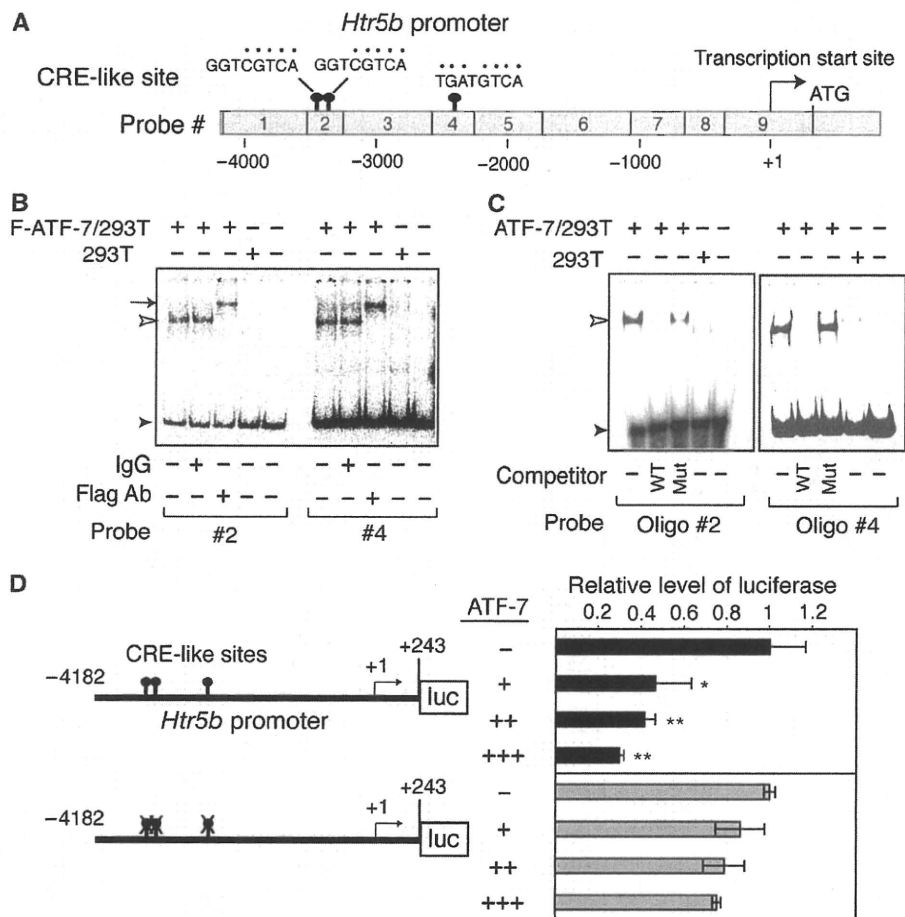 A
Htr5b promoter
GGTCGTCA GGTCGTCA TGATGTCA
CRE-like site
Transcription start site
ATG
Probe # 1 2 3 4 5 6 7 8 9
−4000 −3000 −2000 −1000 +1
B
F-ATF-7/293T + + + − − + + + − −
293T − − − + − − − − + −
IgG − + − − − − + − − −
Flag Ab − − + − − − − + − −
Probe #2 #4
C
ATF-7/293T + + + − − + + + − −
293T − − − + − − − − + −
Competitor − WT Mut − − − WT Mut − −
Probe Oligo #2 Oligo #4
D
ATF-7
Relative level of luciferase
0.2 0.4 0.6 0.8 1 1.2
−4182
CRE-like sites
+1
+243
luc
Htr5b promoter
−
+ *
++ **
+++ **
−4182
+1
+243
luc
−
+
++
+++